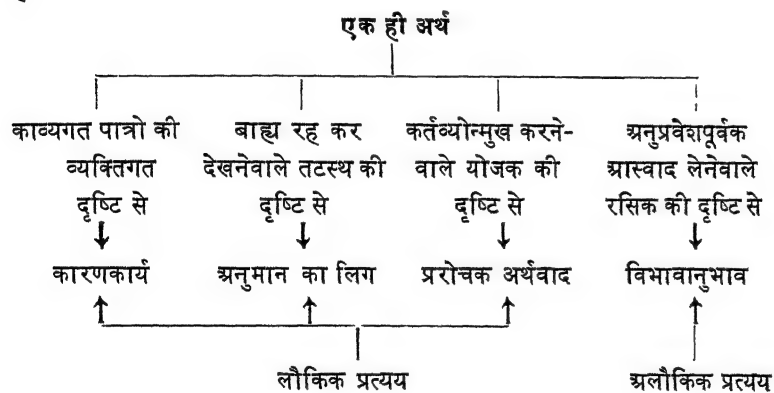 एक ही अर्थ
काव्यगत पात्रो की
व्यक्तिगत
दृष्टि से
बाह्य रह कर
देखनेवाले तटस्थ की
दृष्टि से
कर्तव्योन्मुख करने-
वाले योजक की
दृष्टि से
अनुप्रवेशपूर्वक
आस्वाद लेनेवाले
रसिक की दृष्टि से
कारणकार्य
अनुमान का लिग
प्ररोचक अर्थवाद
विभावानुभाव
लौकिक प्रत्यय
अलौकिक प्रत्यय